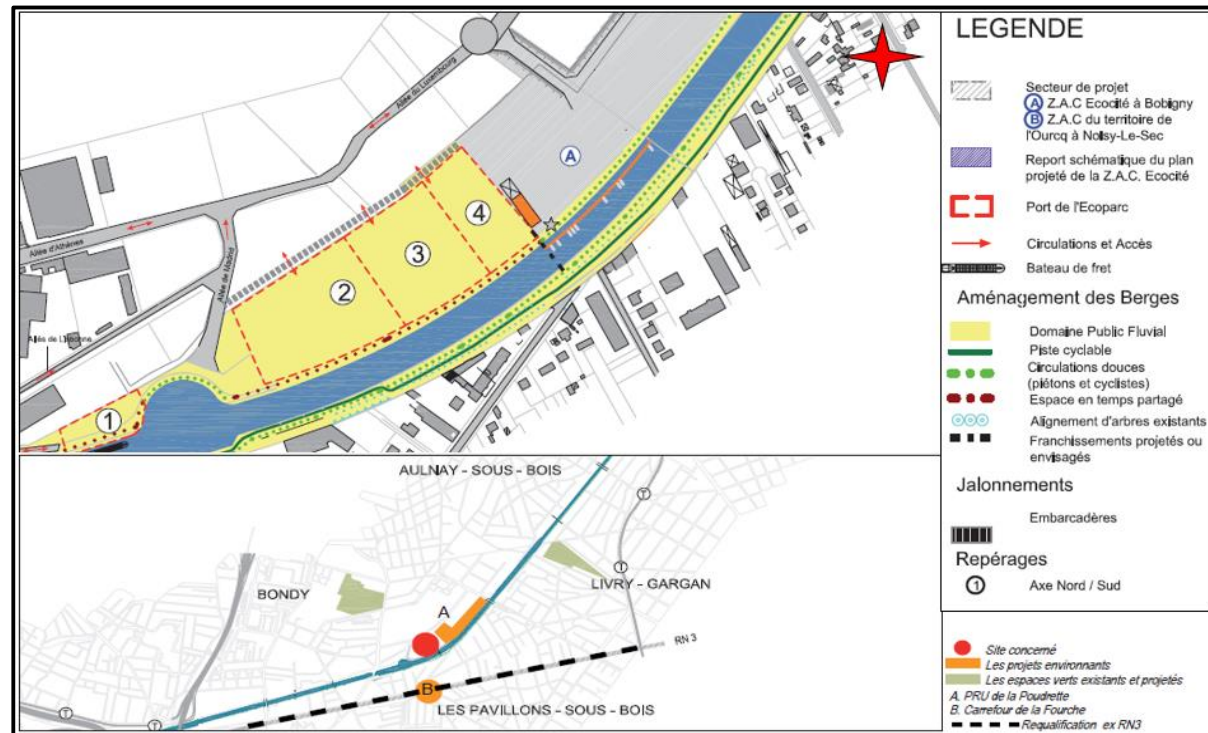 Allée du Luxembourg
Allée d'Athènes
Allée de Madrid
A
4
3
2
1
AULNAY - SOUS - BOIS
BONDY
LIVRY - GARGAN
A
RN 3
B
LES PAVILLONS - SOUS - BOIS
T
T
T
T
T
LEGENDE
Secteur de projet
A Z.A.C Ecocité à Bobigny
B Z.A.C du territoire de
l'Ourcq à Noisy-Le-Sec
Report schématique du plan
projeté de la Z.A.C. Ecocité
Port de l'Ecoparc
Circulations et Accès
Bateau de fret
Aménagement des Berges
Domaine Public Fluvial
Piste cyclable
Circulations douces
(piétons et cyclistes)
Espace en temps partagé
Alignement d'arbres existants
Franchissements projetés ou
envisagés
Jalonnements
Embarcadères
Repérages
1 Axe Nord / Sud
Site concerné
Les projets environnants
Les espaces verts existants et projetés
A. PRU de la Poudrette
B. Carrefour de la Fourche
Requalification ex RN3